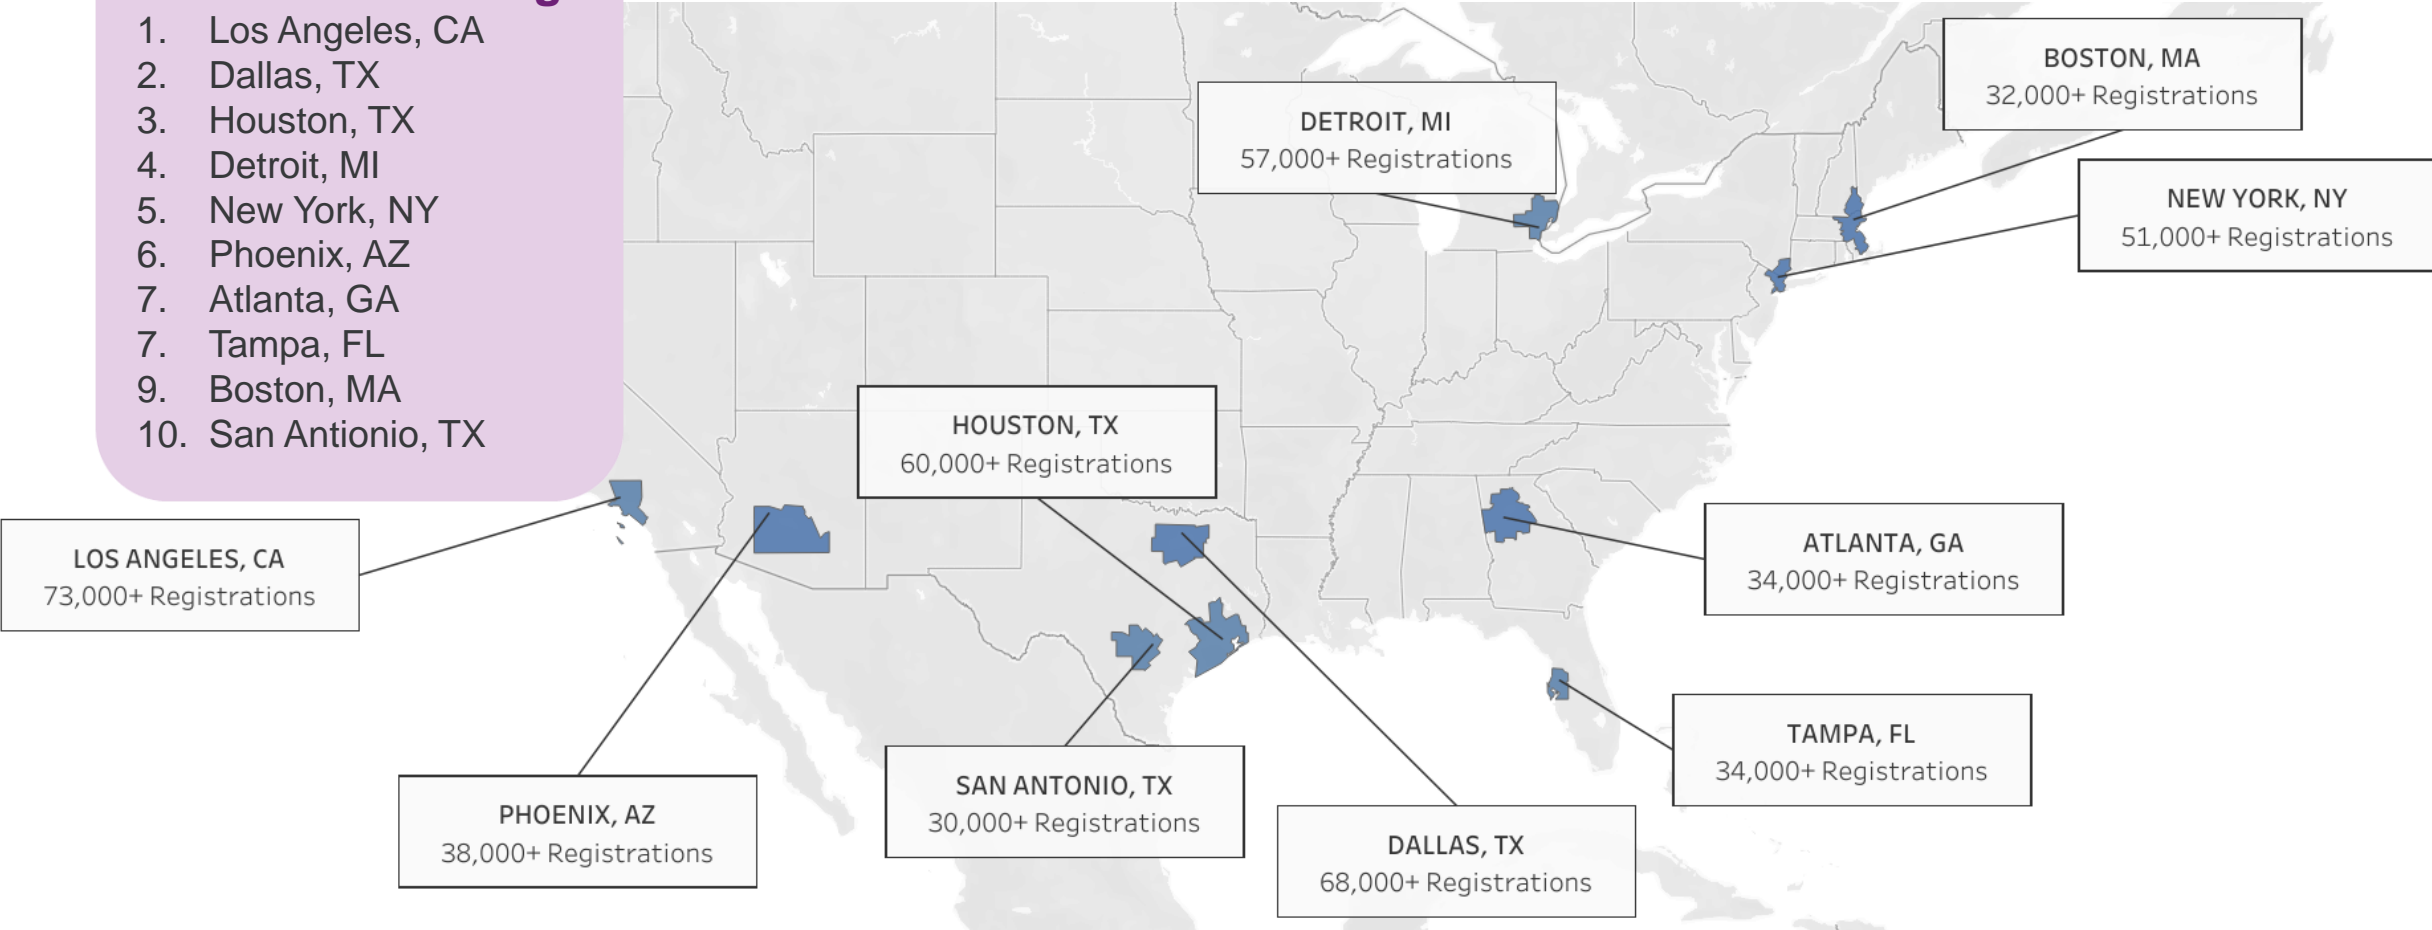 1. Los Angeles, CA
2. Dallas, TX
3. Houston, TX
4. Detroit, MI
5. New York, NY
6. Phoenix, AZ
7. Atlanta, GA
7. Tampa, FL
9. Boston, MA
10. San Antionio, TX
BOSTON, MA
32,000+ Registrations
DETROIT, MI
57,000+ Registrations
NEW YORK, NY
51,000+ Registrations
HOUSTON, TX
60,000+ Registrations
LOS ANGELES, CA
73,000+ Registrations
ATLANTA, GA
34,000+ Registrations
TAMPA, FL
34,000+ Registrations
SAN ANTONIO, TX
30,000+ Registrations
PHOENIX, AZ
38,000+ Registrations
DALLAS, TX
68,000+ Registrations